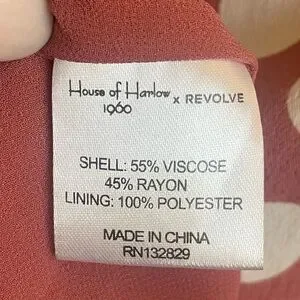 House of Harlow x REVOLVE
1960
SHELL: 55% VISCOSE
45% RAYON
LINING: 100% POLYESTER
MADE IN CHINA
RN132829